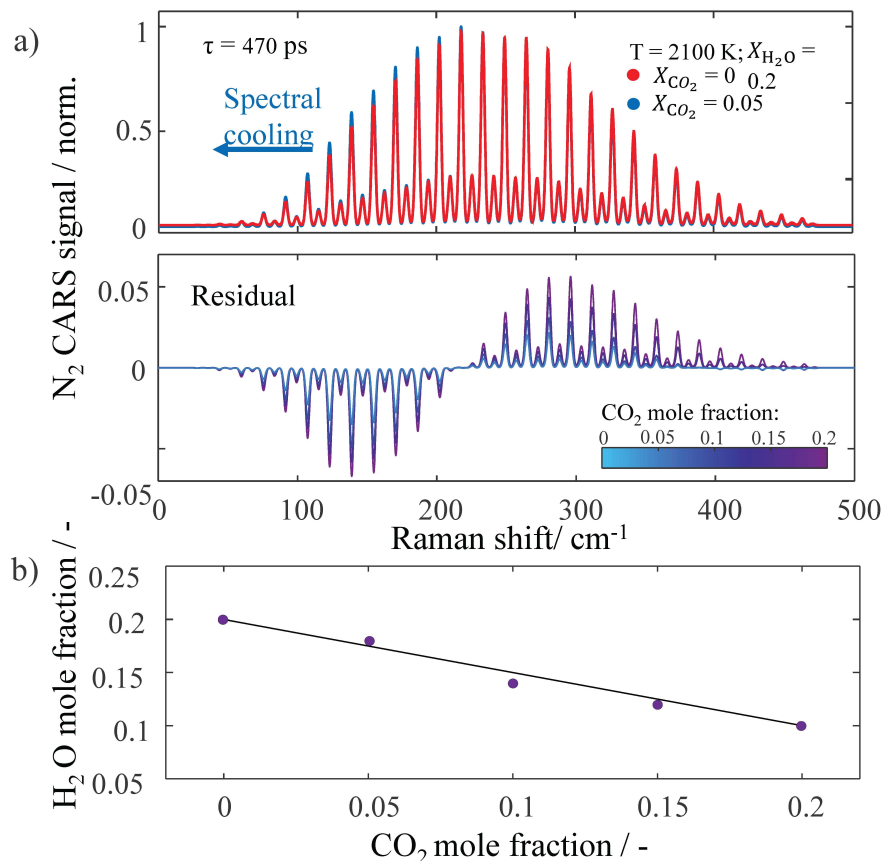 a)
τ = 470 ps
T = 2100 K; X_H₂O =
0.2
X_CO₂ = 0
X_CO₂ = 0.05
Spectral
cooling
1
0.5
0
N₂ CARS signal / norm.
Residual
0.05
0
-0.05
CO₂ mole fraction:
0 0.05 0.1 0.15 0.2
0 100 200 300 400 500
Raman shift/ cm⁻¹
b)
H₂O mole fraction / -
0.25
0.2
0.15
0.1
0.05
0 0.05 0.1 0.15 0.2
CO₂ mole fraction / -